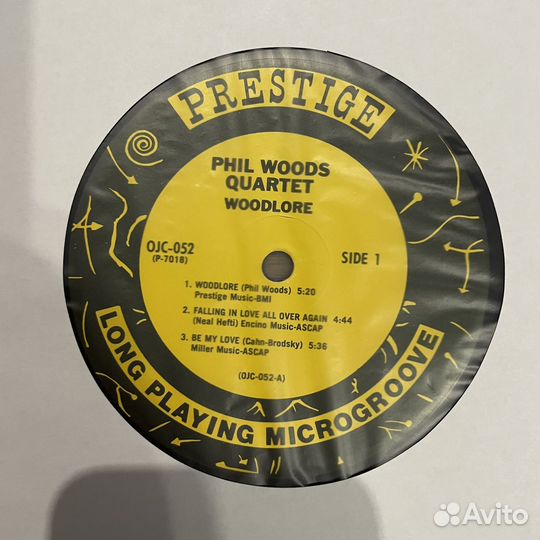 PRESTIGE
PHIL WOODS
QUARTET
WOODLORE
OJC-052
(P-7018)
SIDE 1
1. WOODLORE (Phil Woods) 5:20
Prestige Music-BMI
2. FALLING IN LOVE ALL OVER AGAIN 4:44
(Neal Hefti) Encino Music-ASCAP
3. BE MY LOVE (Cahn-Brodsky) 5:36
Miller Music-ASCAP
(OJC-052-A)
LONG PLAYING MICROGROOVE
Avito